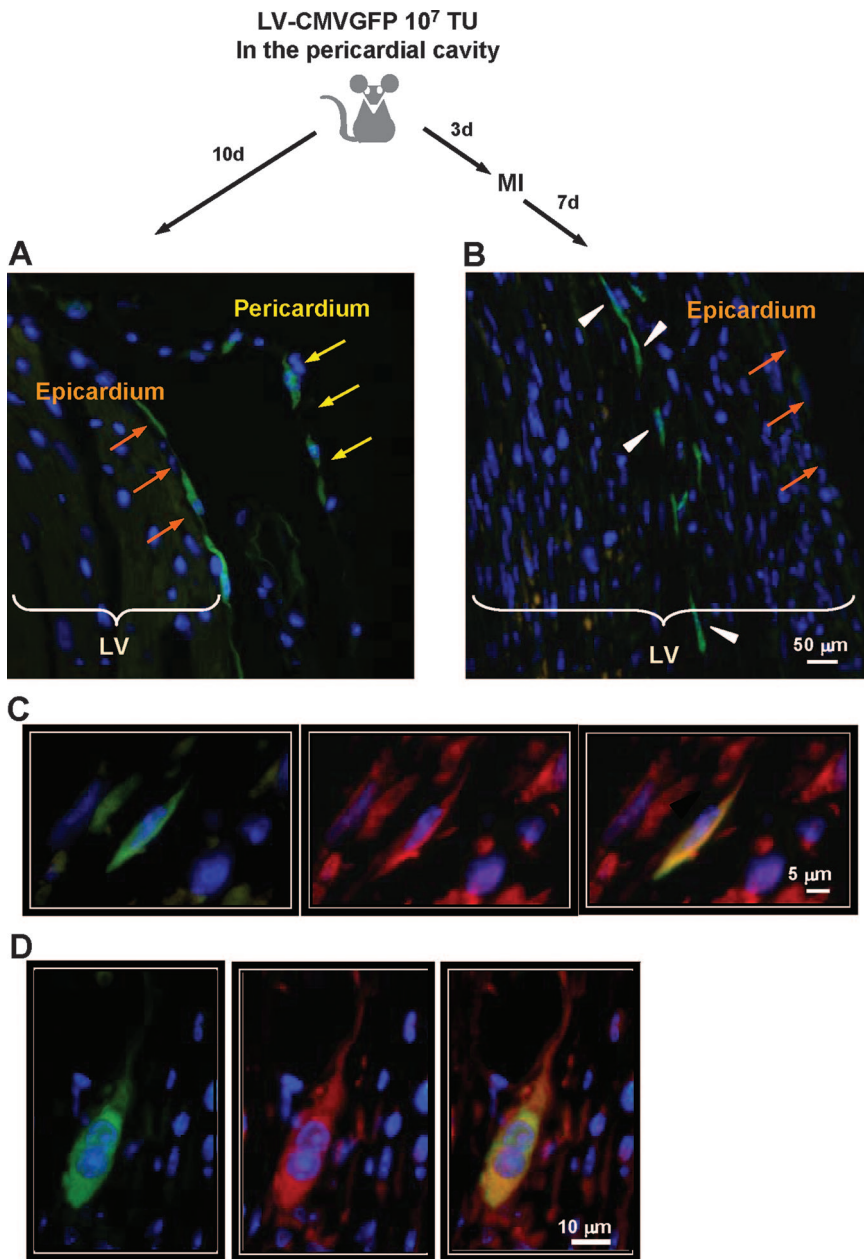 LV-CMVGFP 10⁷ TU
In the pericardial cavity
10d
3d
MI
7d
A
Pericardium
Epicardium
LV
B
Epicardium
LV
50 μm
C
5 μm
D
10 μm